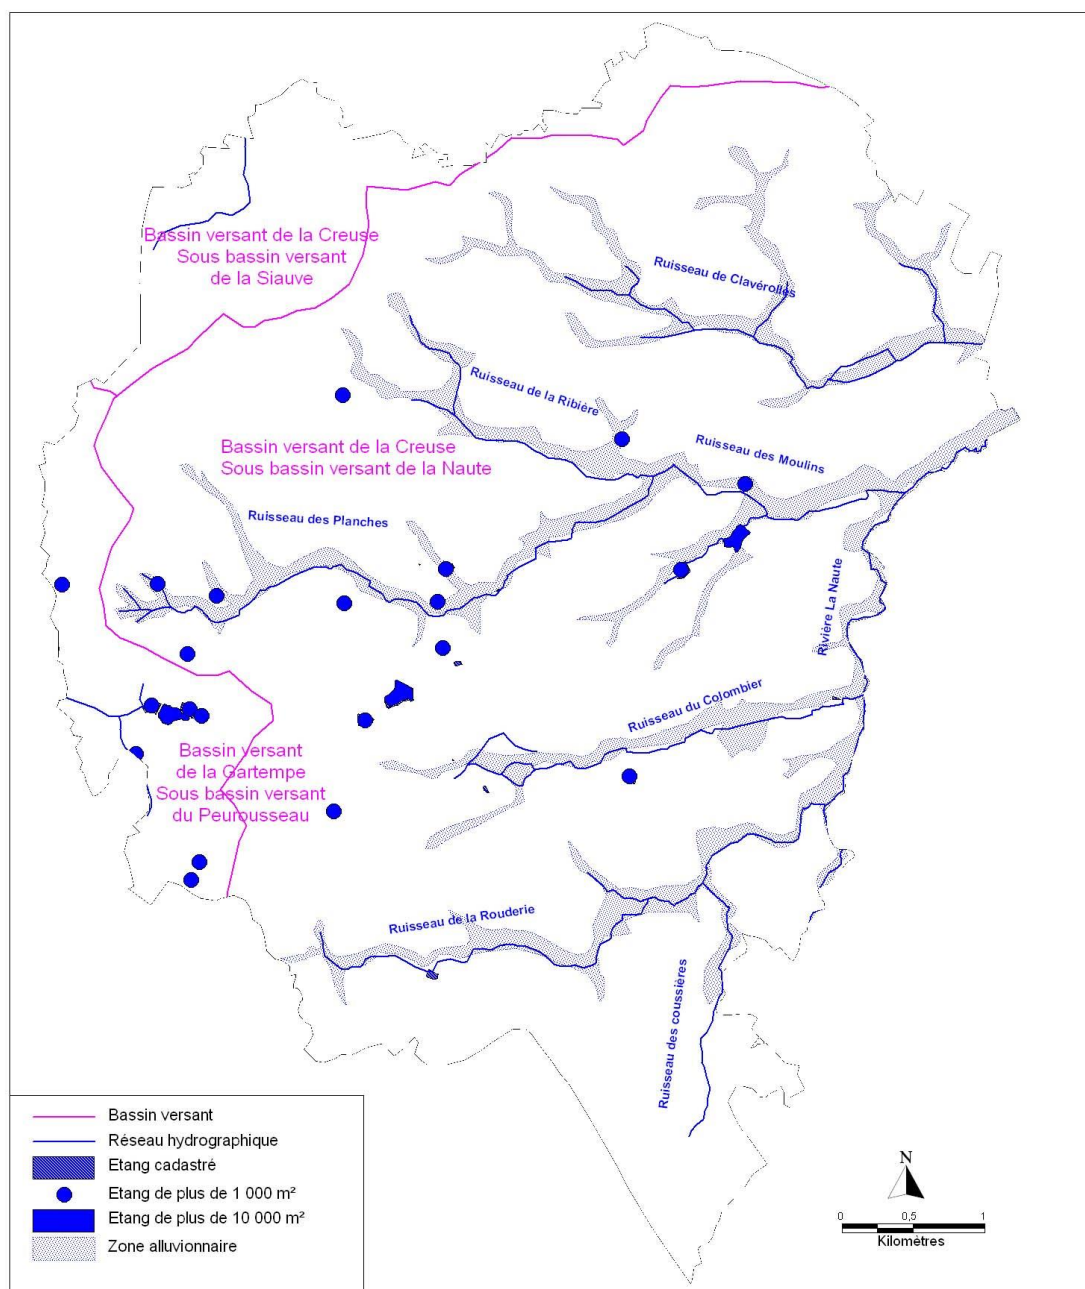 Bassin versant de la Creuse
Sous bassin versant
de la Siauve
Ruisseau de Clavérolles
Ruisseau de la Ribière
Bassin versant de la Creuse
Sous bassin versant de la Naute
Ruisseau des Moulins
Ruisseau des Planches
Rivière La Naute
Ruisseau du Colombier
Bassin versant
de la Gartempe
Sous bassin versant
du Peurousseau
Ruisseau de la Rouderie
Ruisseau des coussières
Bassin versant
Réseau hydrographique
Etang cadastré
Etang de plus de 1 000 m²
Etang de plus de 10 000 m²
Zone alluvionnaire
N
0 0,5 1
Kilomètres